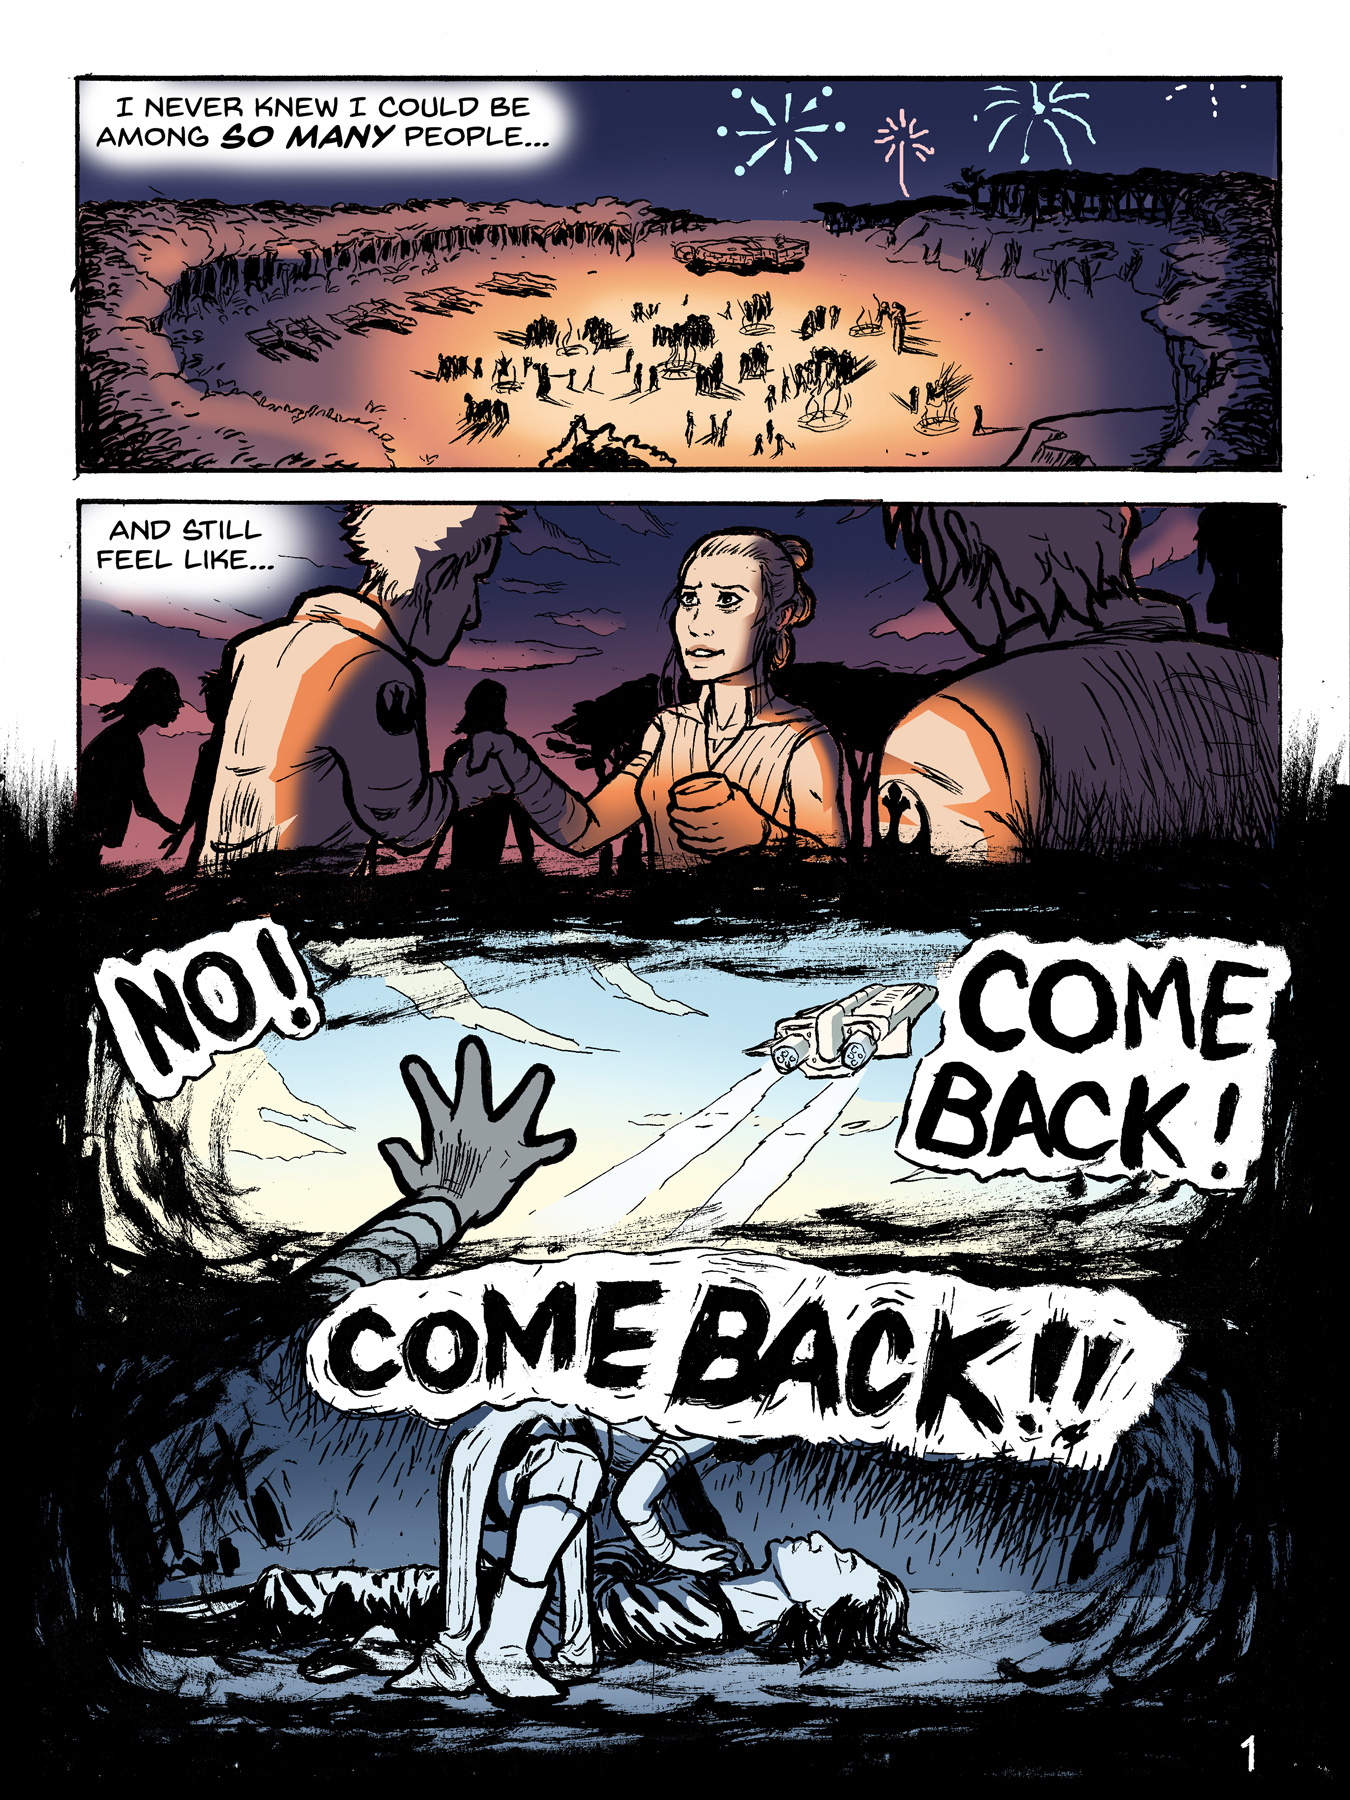 I NEVER KNEW I COULD BE
AMONG SO MANY PEOPLE...
AND STILL
FEEL LIKE...
NO!
COME
BACK!
COME BACK!!
1